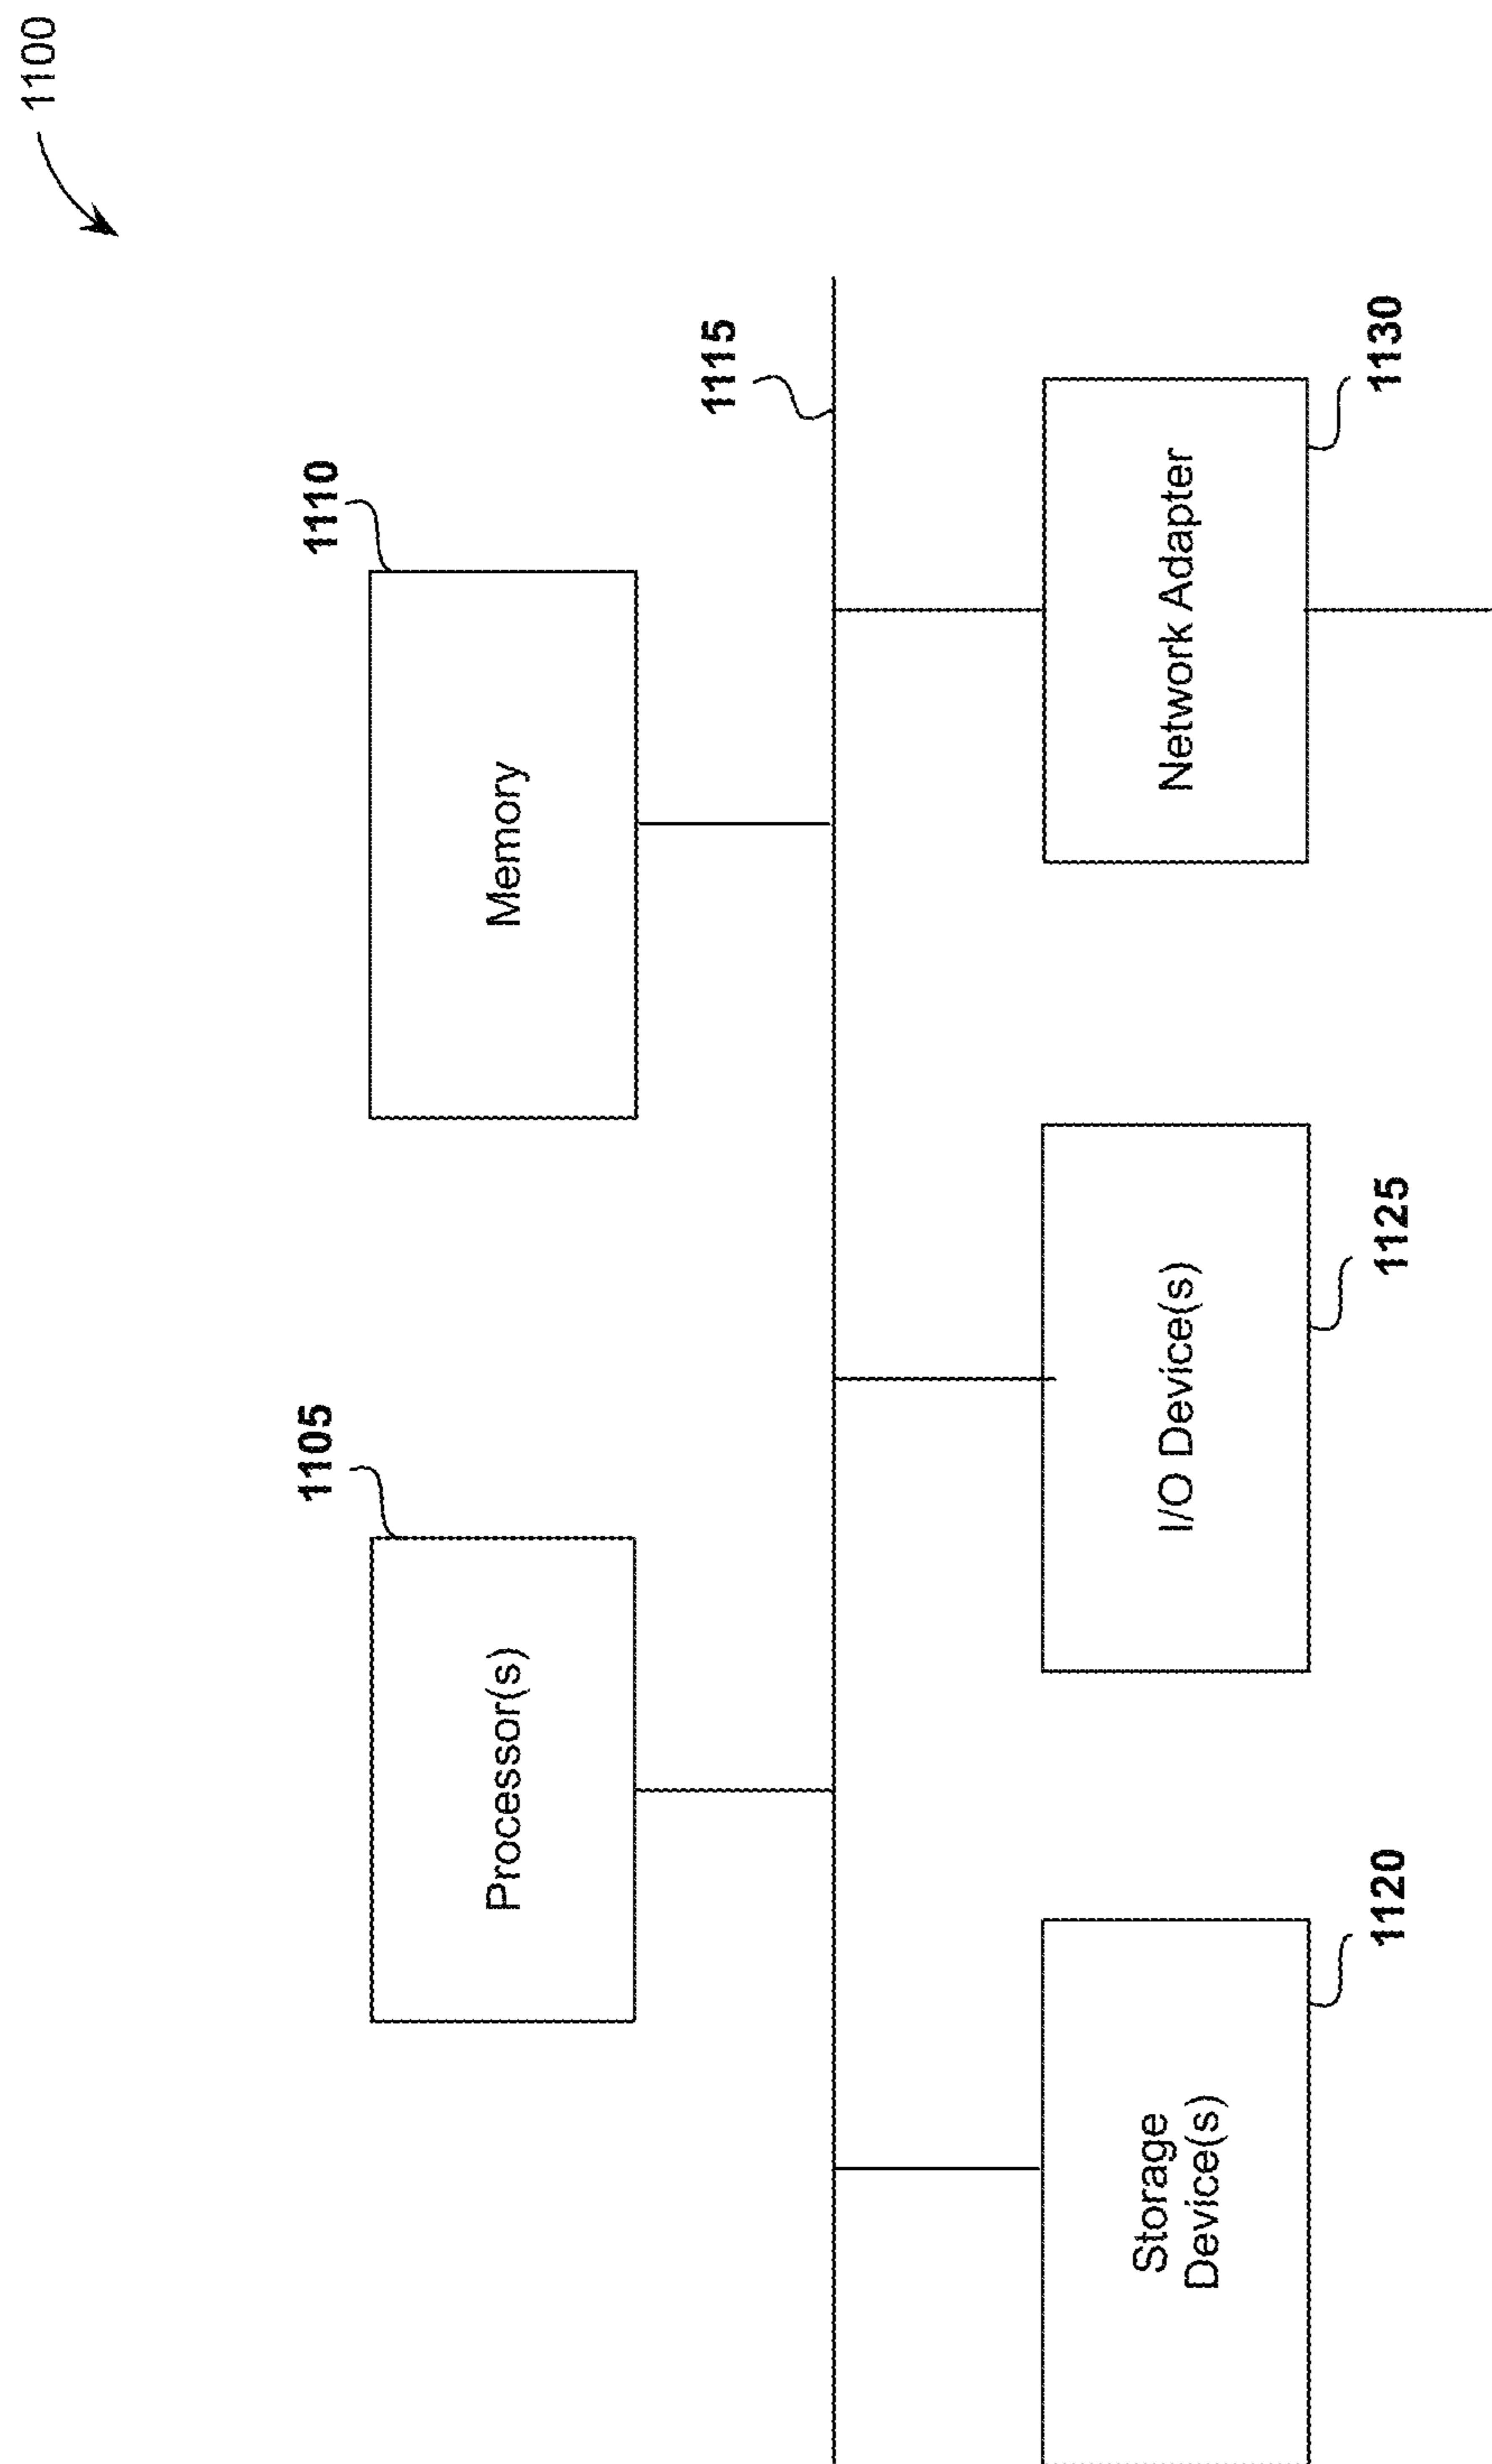 1100
1105
1110
Processor(s)
Memory
1115
Storage
Device(s)
I/O Device(s)
Network Adapter
1120
1125
1130